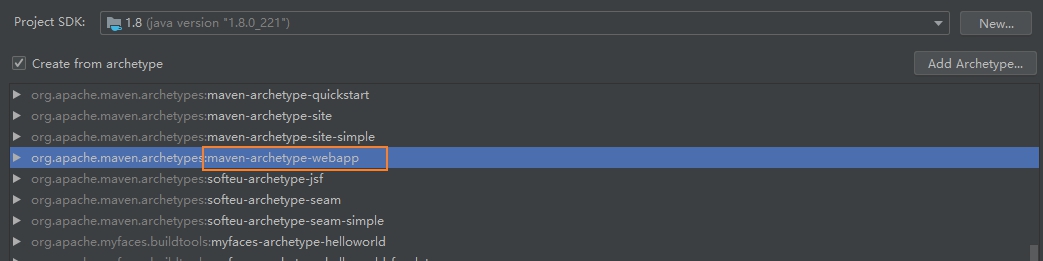 Project SDK: 1.8 (java version "1.8.0_221") New...
Create from archetype Add Archetype...
org.apache.maven.archetypes:maven-archetype-quickstart
org.apache.maven.archetypes:maven-archetype-site
org.apache.maven.archetypes:maven-archetype-site-simple
org.apache.maven.archetypes:maven-archetype-webapp
org.apache.maven.archetypes:softeu-archetype-jsf
org.apache.maven.archetypes:softeu-archetype-seam
org.apache.maven.archetypes:softeu-archetype-seam-simple
org.apache.myfaces.buildtools:myfaces-archetype-helloworld